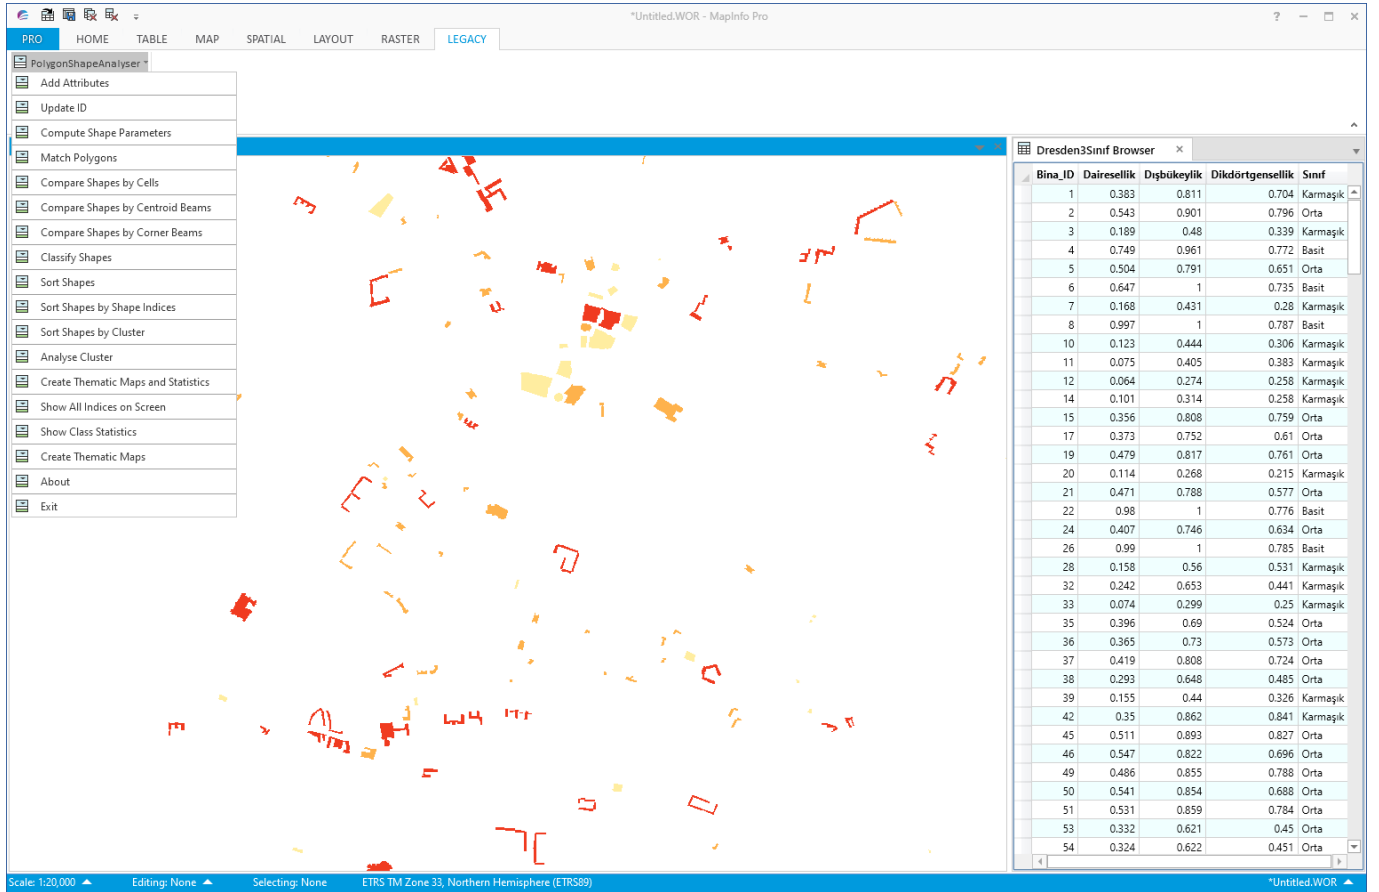 *Untitled.WOR - MapInfo Pro
PRO HOME TABLE MAP SPATIAL LAYOUT RASTER LEGACY
PolygonShapeAnalyser
Add Attributes
Update ID
Compute Shape Parameters
Match Polygons
Compare Shapes by Cells
Compare Shapes by Centroid Beams
Compare Shapes by Corner Beams
Classify Shapes
Sort Shapes
Sort Shapes by Shape Indices
Sort Shapes by Cluster
Analyse Cluster
Create Thematic Maps and Statistics
Show All Indices on Screen
Show Class Statistics
Create Thematic Maps
About
Exit
Dresden3Sınıf Browser
Bina_ID Dairesellik Dışbükeylik Dikdörtgensellik Sınıf
1 0.383 0.811 0.704 Karmaşık
2 0.543 0.901 0.796 Orta
3 0.189 0.48 0.339 Karmaşık
4 0.749 0.961 0.772 Basit
5 0.504 0.791 0.651 Orta
6 0.647 1 0.735 Basit
7 0.168 0.431 0.28 Karmaşık
8 0.997 1 0.787 Basit
10 0.123 0.444 0.306 Karmaşık
11 0.075 0.405 0.383 Karmaşık
12 0.064 0.274 0.258 Karmaşık
14 0.101 0.314 0.258 Karmaşık
15 0.356 0.808 0.759 Orta
17 0.373 0.752 0.61 Orta
19 0.479 0.817 0.761 Orta
20 0.114 0.268 0.215 Karmaşık
21 0.471 0.788 0.577 Orta
22 0.98 1 0.776 Basit
24 0.407 0.746 0.634 Orta
26 0.99 1 0.785 Basit
28 0.158 0.56 0.531 Karmaşık
32 0.242 0.653 0.441 Karmaşık
33 0.074 0.299 0.25 Karmaşık
35 0.396 0.69 0.524 Orta
36 0.365 0.73 0.573 Orta
37 0.419 0.808 0.724 Orta
38 0.293 0.648 0.485 Orta
39 0.155 0.44 0.326 Karmaşık
42 0.35 0.862 0.841 Karmaşık
45 0.511 0.893 0.827 Orta
46 0.547 0.822 0.696 Orta
49 0.486 0.855 0.788 Orta
50 0.541 0.854 0.688 Orta
51 0.531 0.859 0.784 Orta
53 0.332 0.621 0.45 Orta
54 0.324 0.622 0.451 Orta
Scale: 1:20,000 Editing: None Selecting: None ETRS TM Zone 33, Northern Hemisphere (ETRS89) *Untitled.WOR